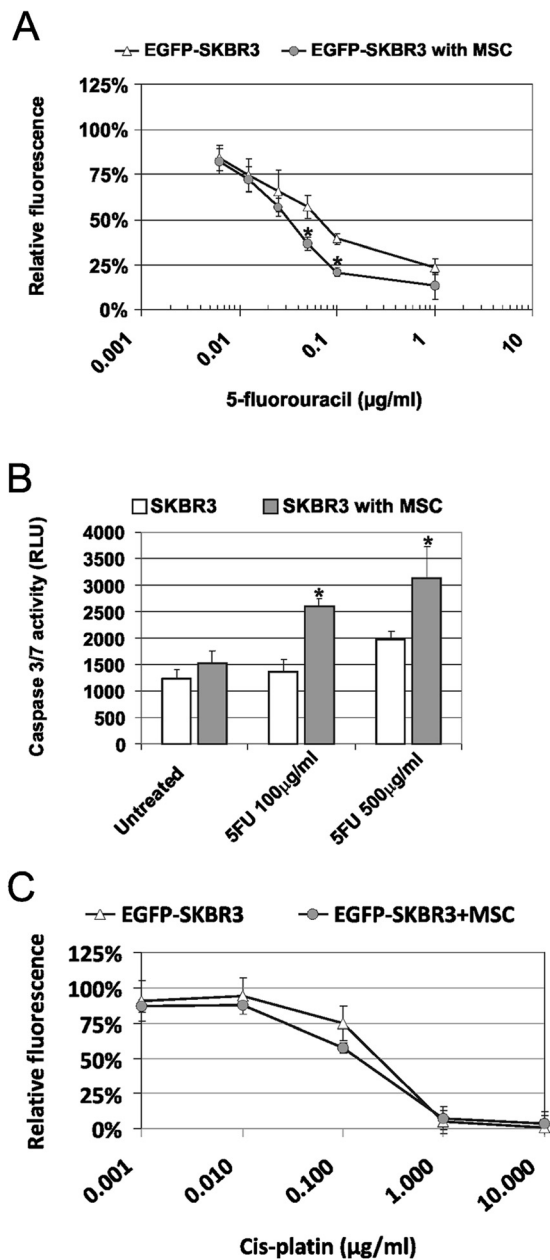 A
EGFP-SKBR3 EGFP-SKBR3 with MSC
125%
100%
75%
50%
25%
0%
Relative fluorescence
* *
0.001 0.01 0.1 1 10
5-fluorouracil (µg/ml)
B
SKBR3 SKBR3 with MSC
4000
3500
3000
2500
2000
1500
1000
500
0
Caspase 3/7 activity (RLU)
* *
Untreated 5FU 100µg/ml 5FU 500µg/ml
C
EGFP-SKBR3 EGFP-SKBR3+MSC
125%
100%
75%
50%
25%
0%
Relative fluorescence
0.001 0.010 0.100 1.000 10.000
Cis-platin (µg/ml)